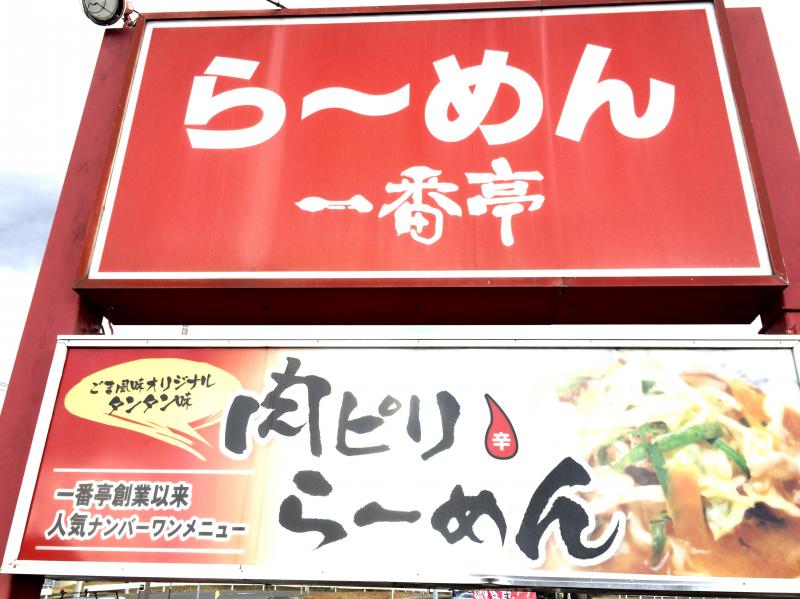 らーめん
一番亭
ごま風味オリジナル
タンタン味
肉ピリ
辛
らーめん
一番亭創業以来
人気ナンバーワンメニュー